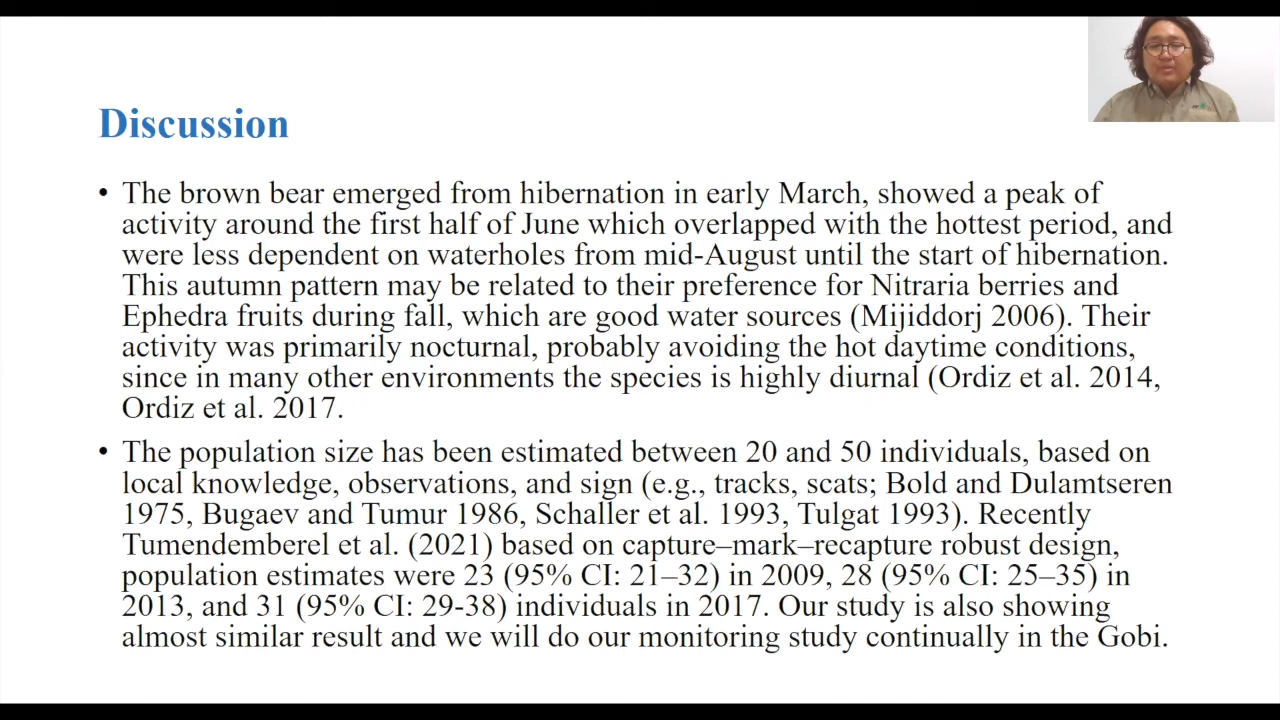 Discussion
• The brown bear emerged from hibernation in early March, showed a peak of
activity around the first half of June which overlapped with the hottest period, and
were less dependent on waterholes from mid-August until the start of hibernation.
This autumn pattern may be related to their preference for Nitraria berries and
Ephedra fruits during fall, which are good water sources (Mijiddorj 2006). Their
activity was primarily nocturnal, probably avoiding the hot daytime conditions,
since in many other environments the species is highly diurnal (Ordiz et al. 2014,
Ordiz et al. 2017.
• The population size has been estimated between 20 and 50 individuals, based on
local knowledge, observations, and sign (e.g., tracks, scats; Bold and Dulamtseren
1975, Bugaev and Tumur 1986, Schaller et al. 1993, Tulgat 1993). Recently
Tumendemberel et al. (2021) based on capture–mark–recapture robust design,
population estimates were 23 (95% CI: 21–32) in 2009, 28 (95% CI: 25–35) in
2013, and 31 (95% CI: 29-38) individuals in 2017. Our study is also showing
almost similar result and we will do our monitoring study continually in the Gobi.